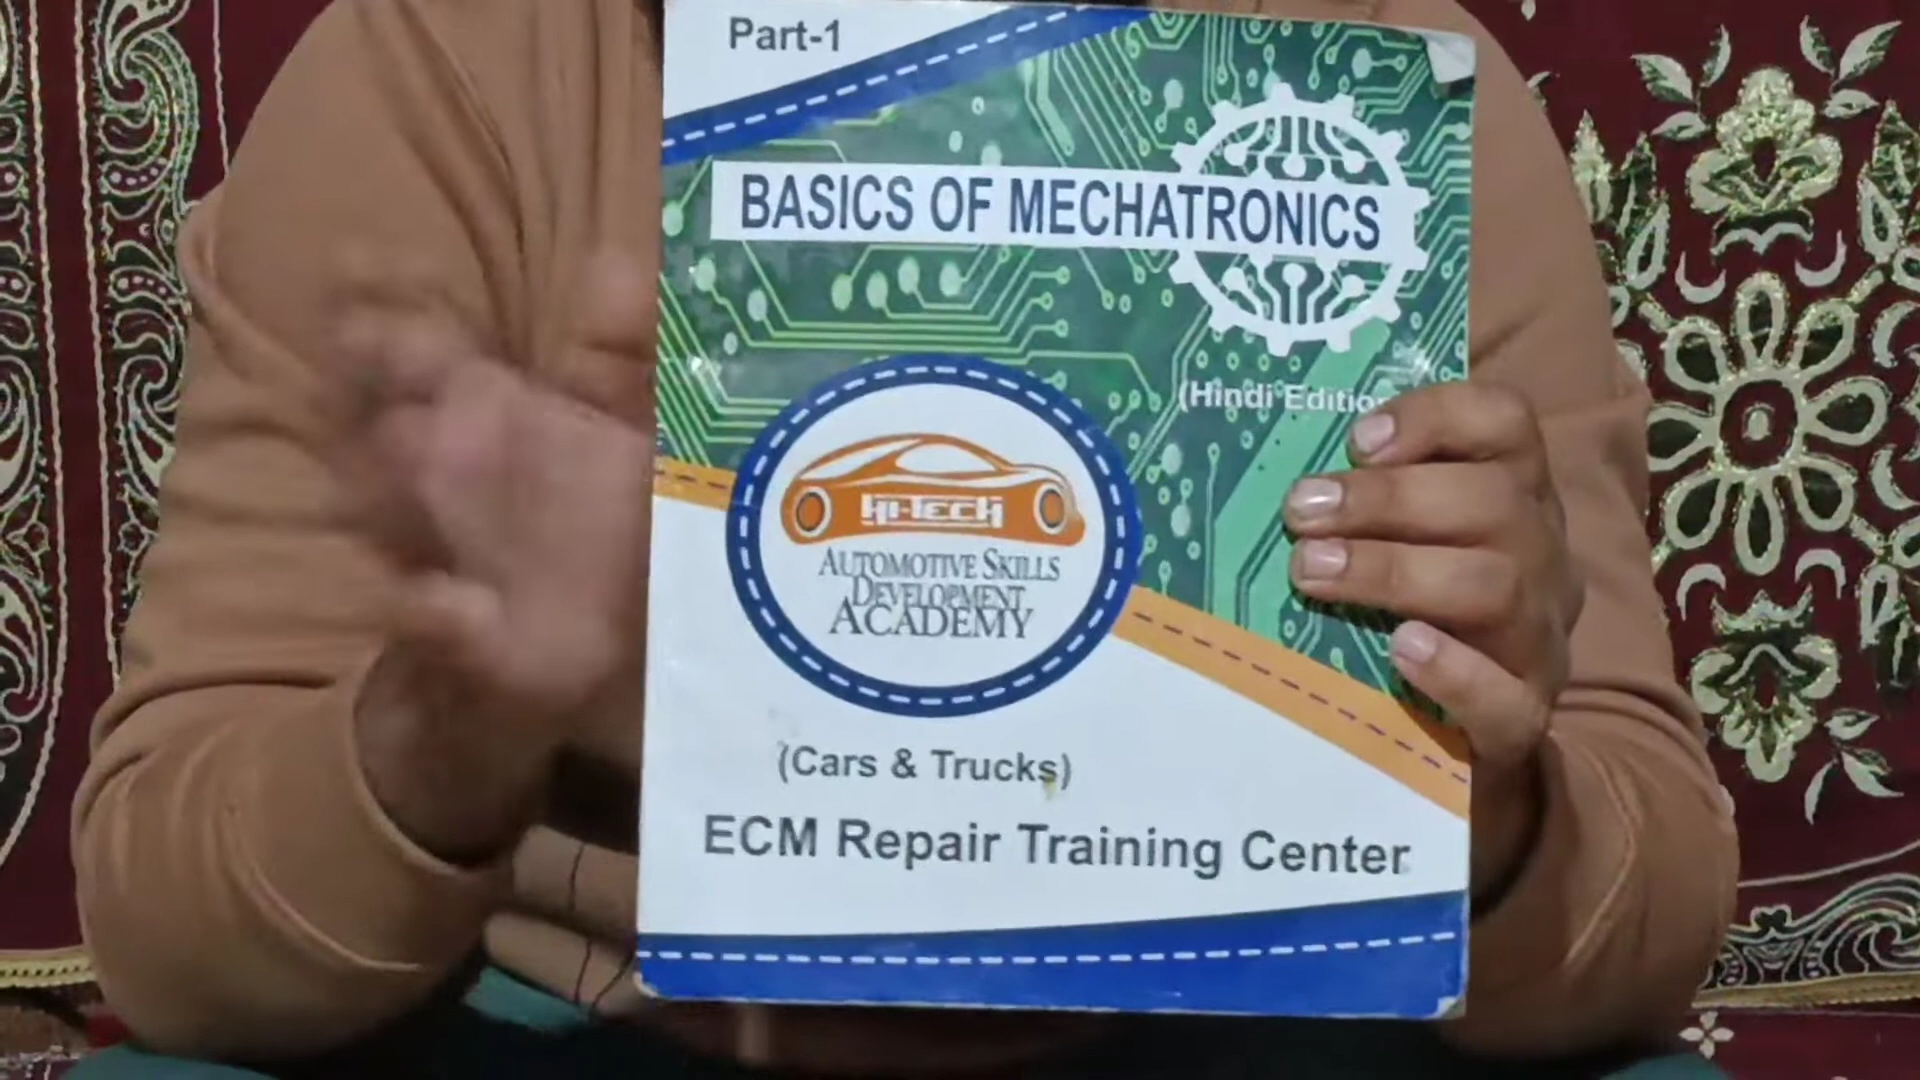 Part-1
BASICS OF MECHATRONICS
(Hindi Edition
Hi-Tech
AUTOMOTIVE SKILLS
DEVELOPMENT
ACADEMY
(Cars & Trucks)
ECM Repair Training Center